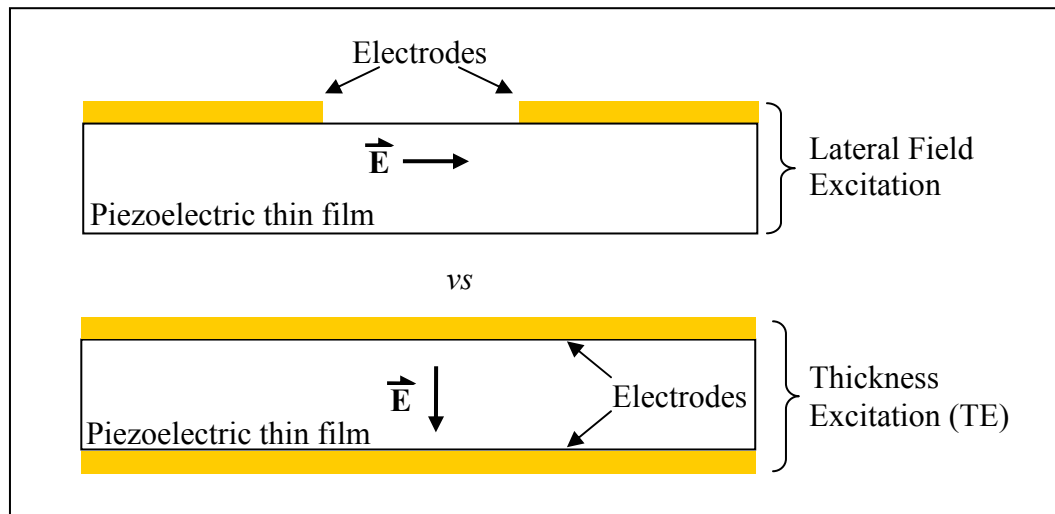 Electrodes
E
Piezoelectric thin film
Lateral Field
Excitation
vs
E
Electrodes
Piezoelectric thin film
Thickness
Excitation (TE)